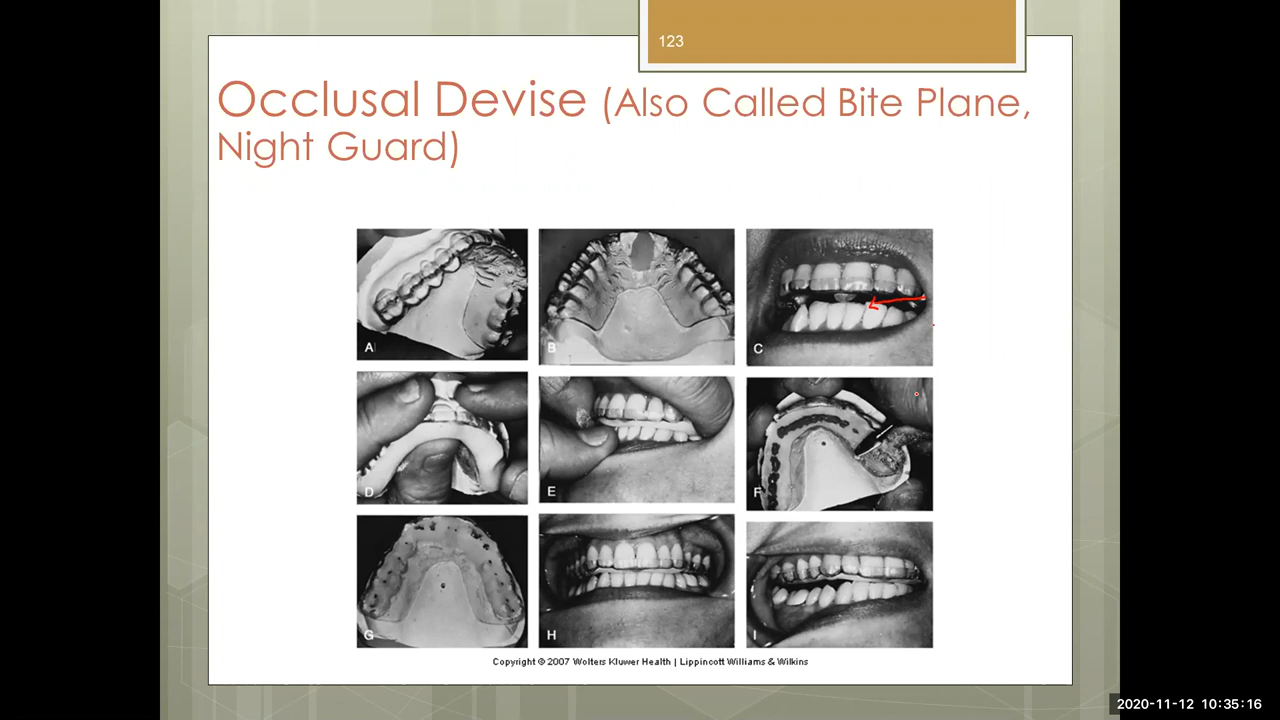 123
Occlusal Devise (Also Called Bite Plane,
Night Guard)
A
B
C
D
E
F
G
H
I
Copyright © 2007 Wolters Kluwer Health | Lippincott Williams & Wilkins
2020-11-12 10:35:16